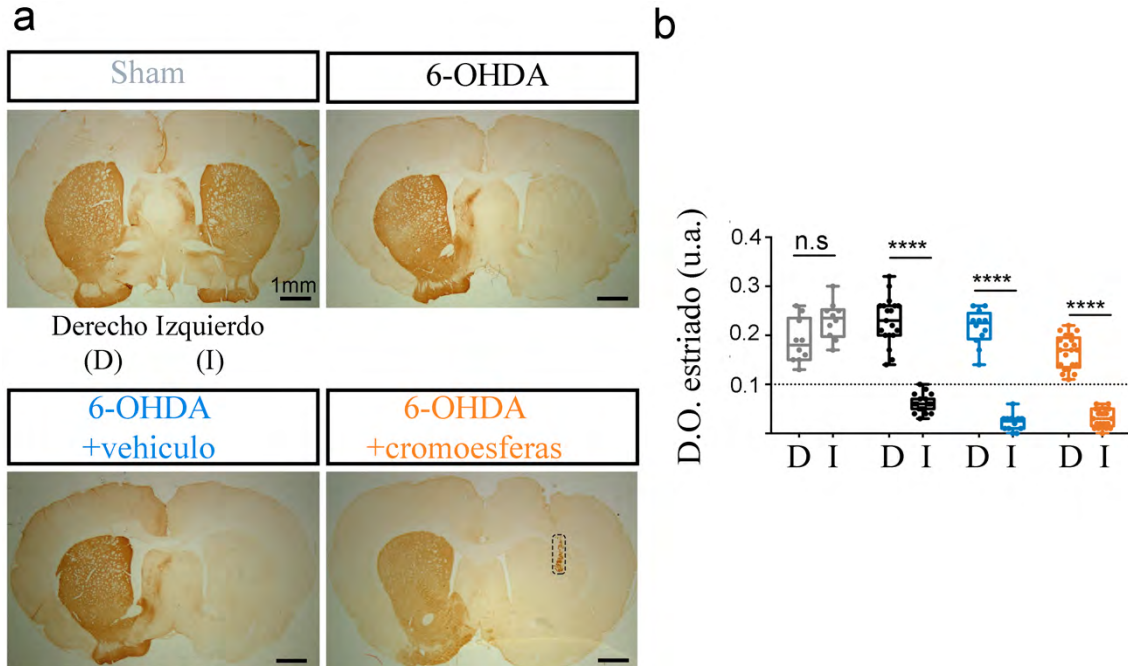 a
Sham
6-OHDA
1mm
Derecho Izquierdo
(D) (I)
6-OHDA
+vehiculo
6-OHDA
+cromoesferas
b
D.O. estriado (u.a.)
0.4
0.3
0.2
0.1
n.s
****
****
****
D I D I D I D I